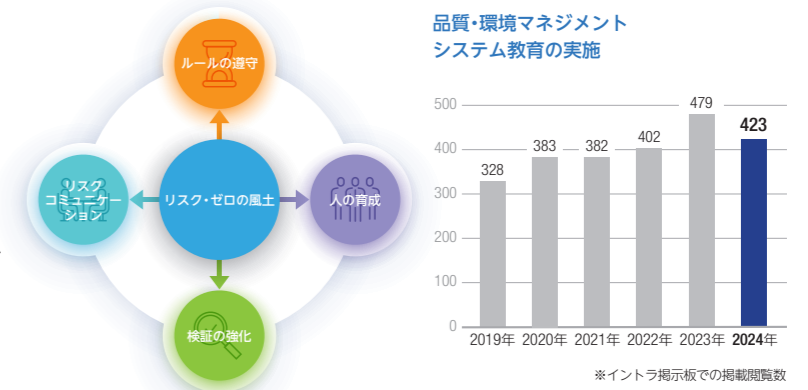 ルールの遵守
リスク
コミュニケー
ション
リスク・ゼロの風土
人の育成
検証の強化
品質・環境マネジメント
システム教育の実施
500
400
300
200
100
0
328
383
382
402
479
423
2019年 2020年 2021年 2022年 2023年 2024年
※イントラ掲示板での掲載閲覧数